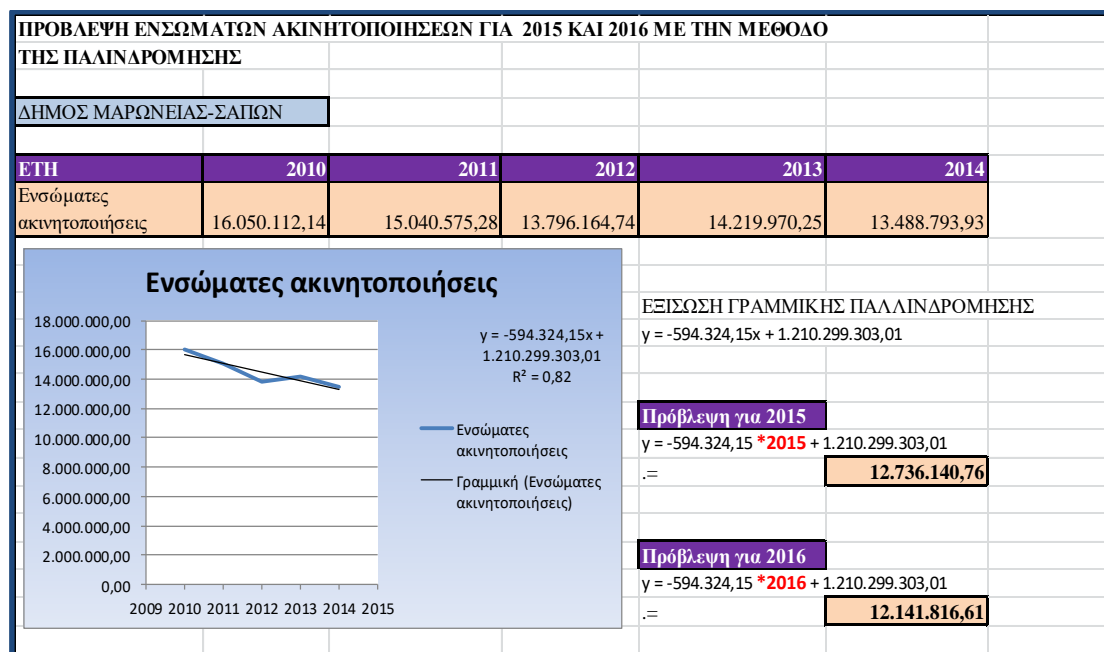 ΠΡΟΒΛΕΨΗ ΕΝΣΩΜΑΤΩΝ ΑΚΙΝΗΤΟΠΟΙΗΣΕΩΝ ΓΙΑ 2015 ΚΑΙ 2016 ΜΕ ΤΗΝ ΜΕΘΟΔΟ
ΤΗΣ ΠΑΛΙΝΔΡΟΜΗΣΗΣ
ΔΗΜΟΣ ΜΑΡΩΝΕΙΑΣ-ΣΑΠΩΝ
ΕΤΗ 2010 2011 2012 2013 2014
Ενσώματες
ακινητοποιήσεις 16.050.112,14 15.040.575,28 13.796.164,74 14.219.970,25 13.488.793,93
Ενσώματες ακινητοποιήσεις
18.000.000,00
16.000.000,00
14.000.000,00
12.000.000,00
10.000.000,00
8.000.000,00
6.000.000,00
4.000.000,00
2.000.000,00
0,00
2009 2010 2011 2012 2013 2014 2015
y = -594.324,15x +
1.210.299.303,01
R² = 0,82
Ενσώματες
ακινητοποιήσεις
Γραμμική (Ενσώματες
ακινητοποιήσεις)
ΕΞΙΣΩΣΗ ΓΡΑΜΜΙΚΗΣ ΠΑΛΛΙΝΔΡΟΜΗΣΗΣ
y = -594.324,15x + 1.210.299.303,01
Πρόβλεψη για 2015
y = -594.324,15 *2015 + 1.210.299.303,01
.= 12.736.140,76
Πρόβλεψη για 2016
y = -594.324,15 *2016 + 1.210.299.303,01
.= 12.141.816,61